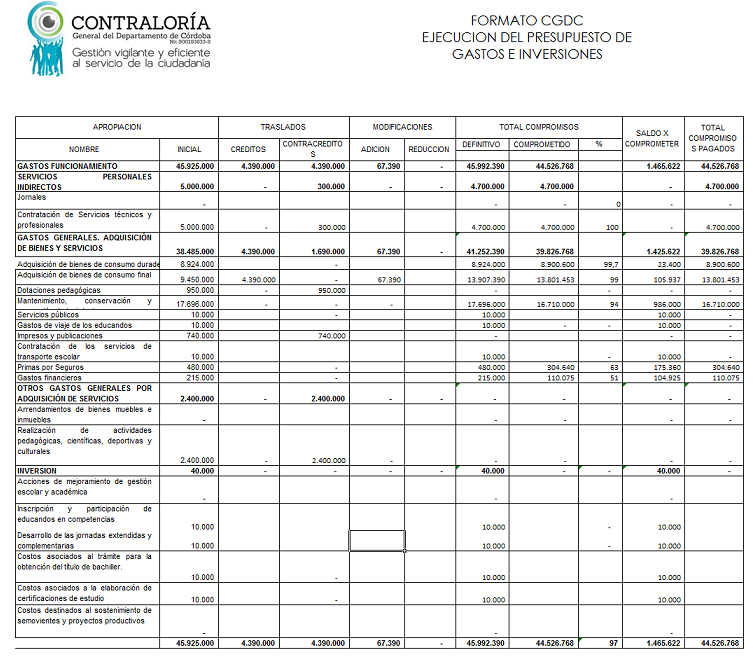 CONTRALORÍA
General del Departamento de Córdoba
Nit 800193833-8
Gestión vigilante y eficiente
al servicio de la ciudadanía
FORMATO CGDC
EJECUCION DEL PRESUPUESTO DE
GASTOS E INVERSIONES
APROPIACION TRASLADOS MODIFICACIONES TOTAL COMPROMISOS SALDO X COMPROMETER TOTAL COMPROMISO S PAGADOS
NOMBRE INICIAL CREDITOS CONTRACREDITO S ADICION REDUCCION DEFINITIVO COMPROMETIDO %
GASTOS FUNCIONAMIENTO 45.925.000 4.390.000 4.390.000 67.390 - 45.992.390 44.526.768 1.465.622 44.526.768
SERVICIOS PERSONALES
INDIRECTOS 5.000.000 - 300.000 - - 4.700.000 4.700.000 - 4.700.000
Jornales - - - 0 - -
Contratación de Servicios técnicos y
profesionales 5.000.000 - 300.000 4.700.000 4.700.000 100 - 4.700.000
GASTOS GENERALES. ADQUISICIÓN
DE BIENES Y SERVICIOS 38.485.000 4.390.000 1.690.000 67.390 - 41.252.390 39.826.768 1.425.622 39.826.768
Adquisición de bienes de consumo durade 8.924.000 - 8.924.000 8.900.600 99,7 23.400 8.900.600
Adquisición de bienes de consumo final
9.450.000 4.390.000 67.390 13.907.390 13.801.453 99 105.937 13.801.453
Dotaciones pedagógicas 950.000 - 950.000 - - - -
Mantenimiento, conservación y
17.696.000 - - - 17.696.000 16.710.000 94 986.000 16.710.000
Servicios públicos 10.000 - 10.000 10.000 -
Gastos de viaje de los educandos 10.000 - 10.000 - - 10.000 -
Impresos y publicaciones 740.000 740.000 - - -
Contratación de los servicios de
transporte escolar 10.000 - 10.000 - 10.000 -
Primas por Seguros 480.000 - 480.000 304.640 63 175.360 304.640
Gastos financieros 215.000 - 215.000 110.075 51 104.925 110.075
OTROS GASTOS GENERALES POR
ADQUISICIÓN DE SERVICIOS 2.400.000 - 2.400.000 - - - - - -
Arrendamientos de bienes muebles e
inmuebles - - - - -
Realización de actividades
pedagógicas, científicas, deportivas y
culturales
2.400.000 - 2.400.000 - - - -
INVERSION 40.000 - - - - 40.000 - - 40.000 -
Acciones de mejoramiento de gestión
escolar y académica
- - -
Inscripción y participación de
educandos en competencias
10.000 10.000 - 10.000
Desarrollo de las jornadas extendidas y
complementarias 10.000 10.000 - 10.000
Costos asociados al trámite para la
obtención del título de bachiller.
10.000 - 10.000 10.000
Costos asociados a la elaboración de
certificaciones de estudio 10.000 - 10.000 10.000
Costos destinados al sostenimiento de
semovientes y proyectos productivos
- - -
45.925.000 4.390.000 4.390.000 67.390 - 45.992.390 44.526.768 97 1.465.622 44.526.768